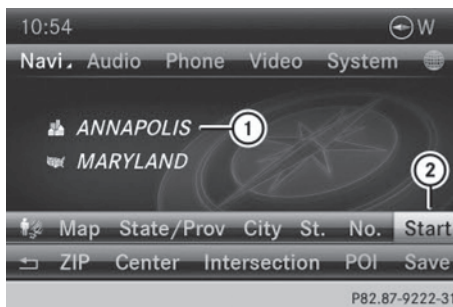 10:54 W
Navi Audio Phone Video System
ANNAPOLIS 1
MARYLAND
2
Map State/Prov City St. No. Start
ZIP Center Intersection POI Save
P82.87-9222-31